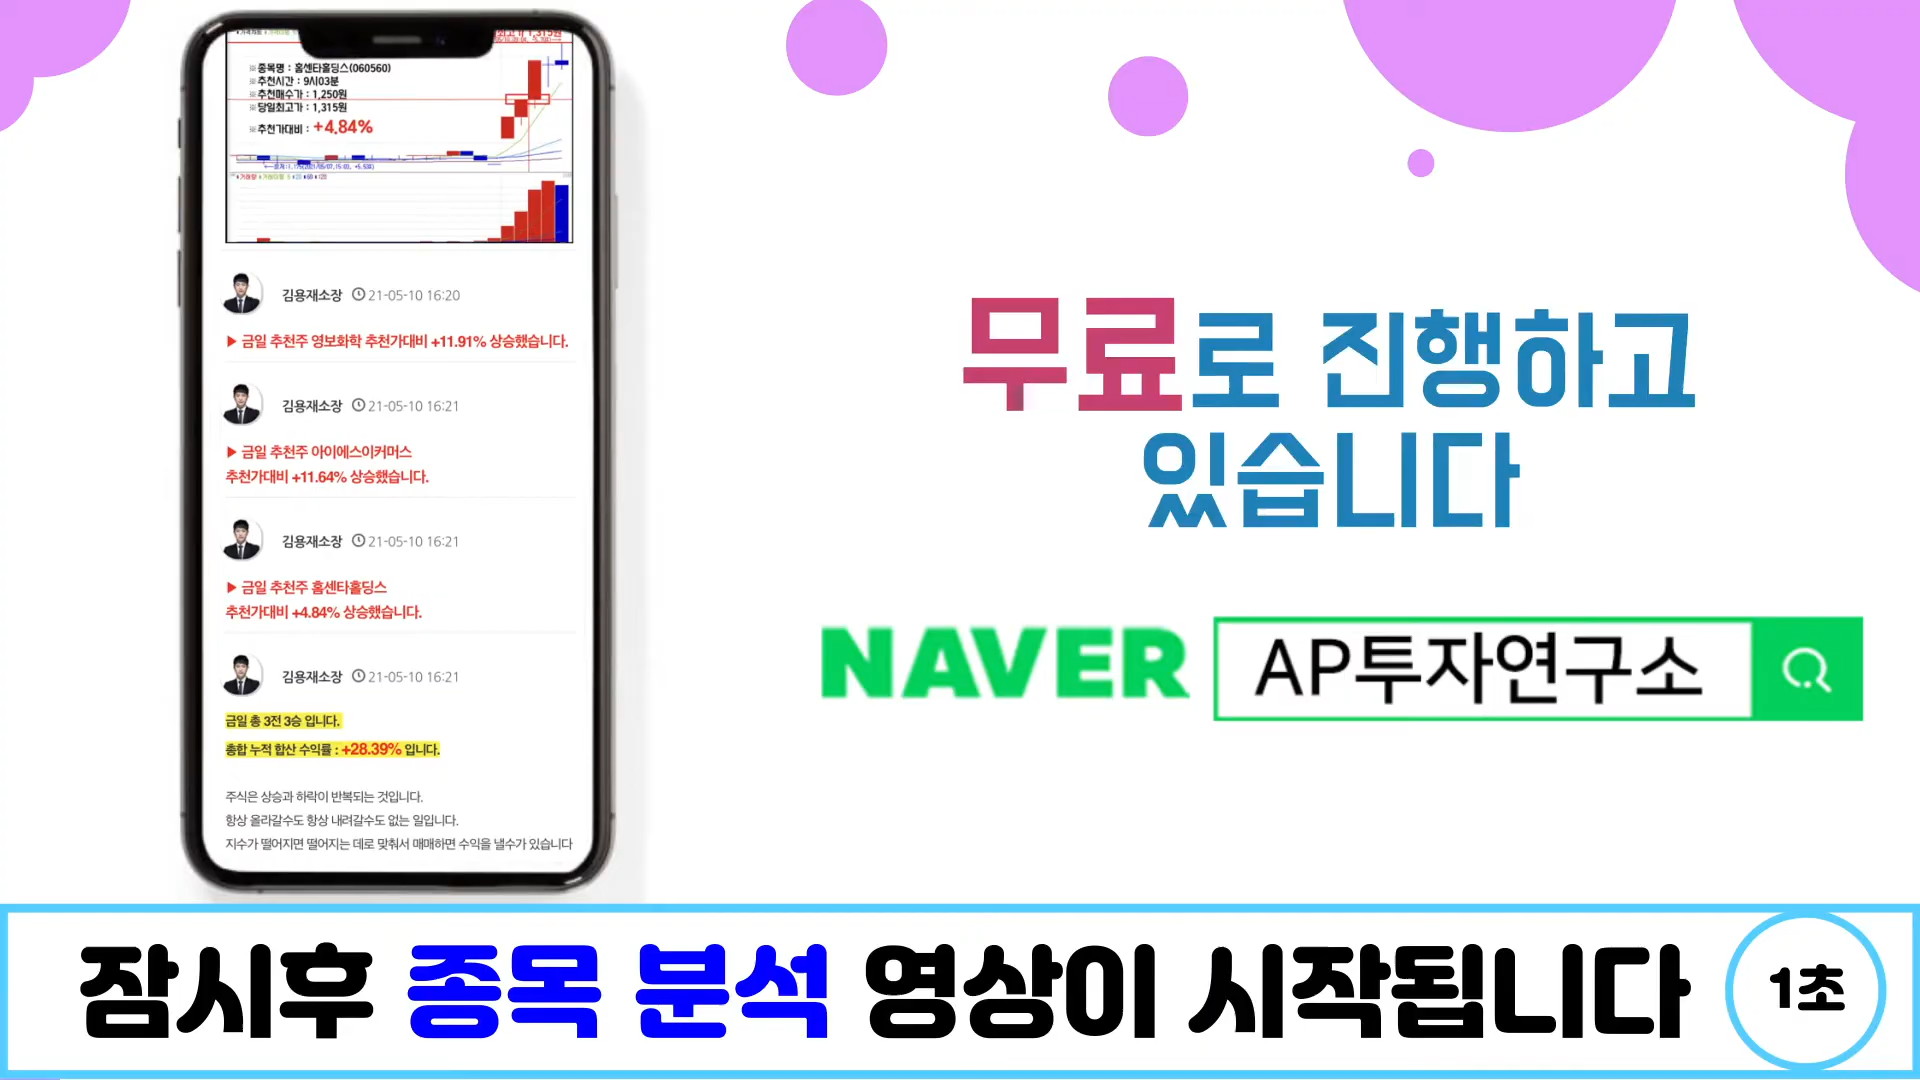 ※종목명 : 홈센타홀딩스(060560)
※추천시간 : 9시03분
※추천매수가 : 1,250원
※당일최고가 : 1,315원
※추천가대비 : +4.84%
김용재소장 21-05-10 16:20
▶ 금일 추천주 영보화학 추천가대비 +11.91% 상승했습니다.
김용재소장 21-05-10 16:21
▶ 금일 추천주 아이에스이커머스
추천가대비 +11.64% 상승했습니다.
김용재소장 21-05-10 16:21
▶ 금일 추천주 홈센타홀딩스
추천가대비 +4.84% 상승했습니다.
김용재소장 21-05-10 16:21
금일 총 3전 3승 입니다.
총합 누적 합산 수익률 : +28.39% 입니다.
주식은 상승과 하락이 반복되는 것입니다.
항상 올라갈수도 항상 내려갈수도 없는 일입니다.
지수가 떨어지면 떨어지는 데로 맞춰서 매매하면 수익을 낼수가 있습니다
무료로 진행하고
있습니다
NAVER AP투자연구소
잠시후 종목 분석 영상이 시작됩니다 1초